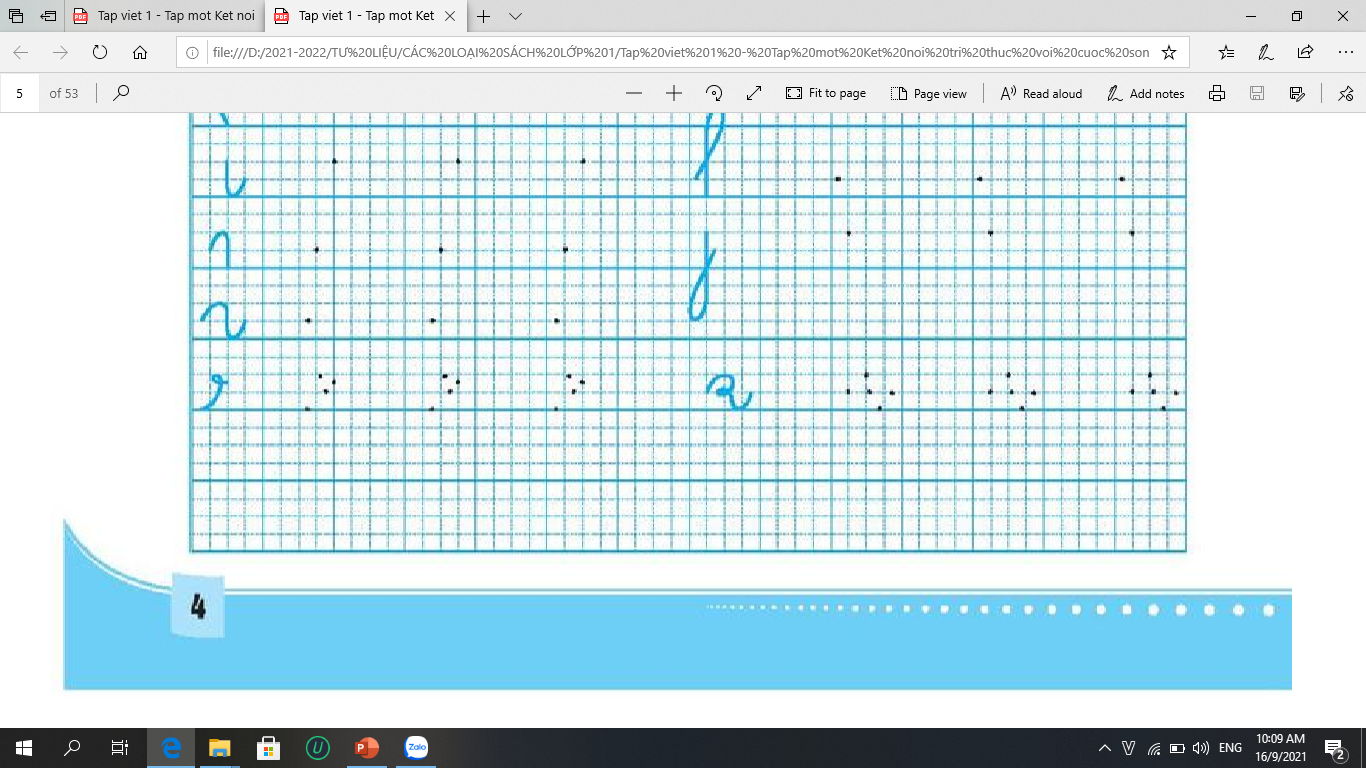 Tap viet 1 - Tap mot Ket noi
Tap viet 1 - Tap mot Ket
file:///D:/2021-2022/TƯ%20LIỆU/CÁC%20LOẠI%20SÁCH%20LỚP%201/Tap%20viet%201%20-%20Tap%20mot%20Ket%20noi%20tri%20thuc%20voi%20cuoc%20son
5 of 53 Fit to page Page view Read aloud Add notes
4
Zalo
ENG
10:09 AM
16/9/2021
2